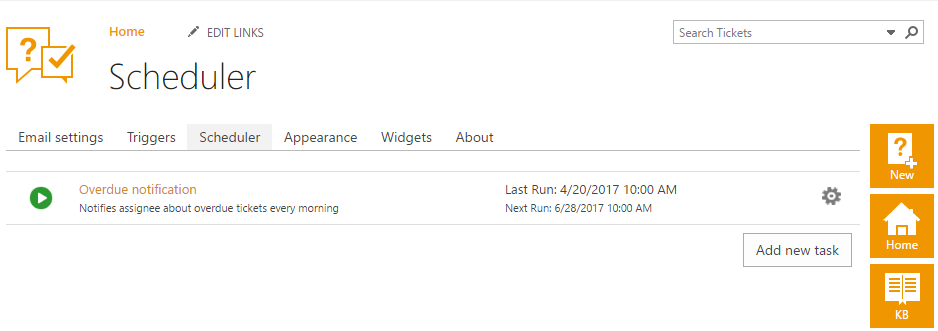 Home
EDIT LINKS
Search Tickets
Scheduler
Email settings
Triggers
Scheduler
Appearance
Widgets
About
Overdue notification
Notifies assignee about overdue tickets every morning
Last Run: 4/20/2017 10:00 AM
Next Run: 6/28/2017 10:00 AM
Add new task
New
Home
KB